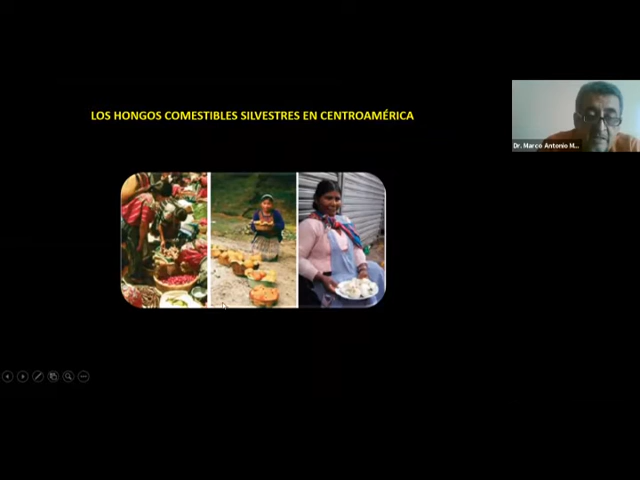 LOS HONGOS COMESTIBLES SILVESTRES EN CENTROAMÉRICA
Dr. Marco Antonio M...